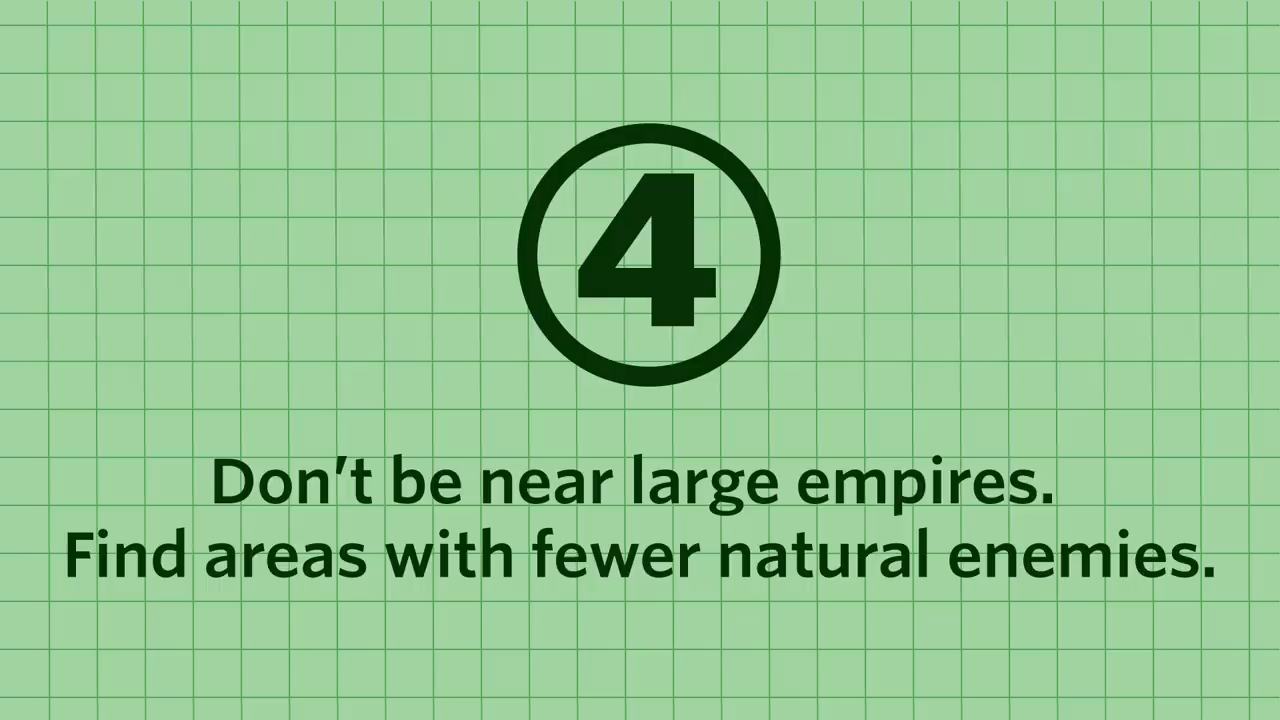 4
Don’t be near large empires.
Find areas with fewer natural enemies.